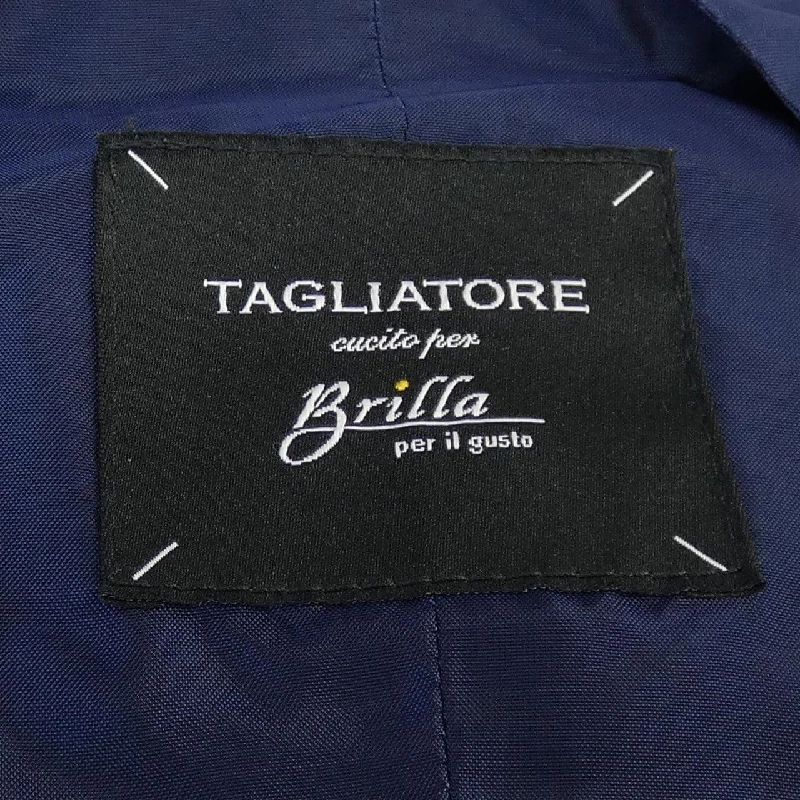 TAGLIATORE
cucito per
Brilla
per il gusto